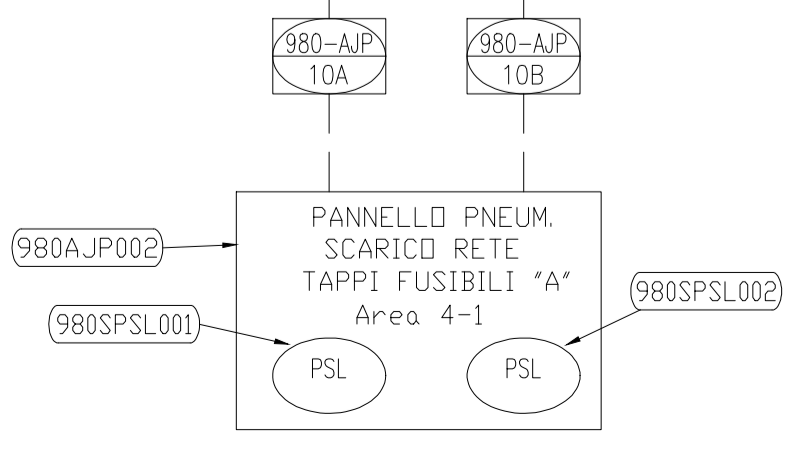 980-AJP
10A
980-AJP
10B
PANNELLO PNEUM.
SCARICO RETE
TAPPI FUSIBILI "A"
Area 4-1
980AJP002
980SPSL001
980SPSL002
PSL
PSL